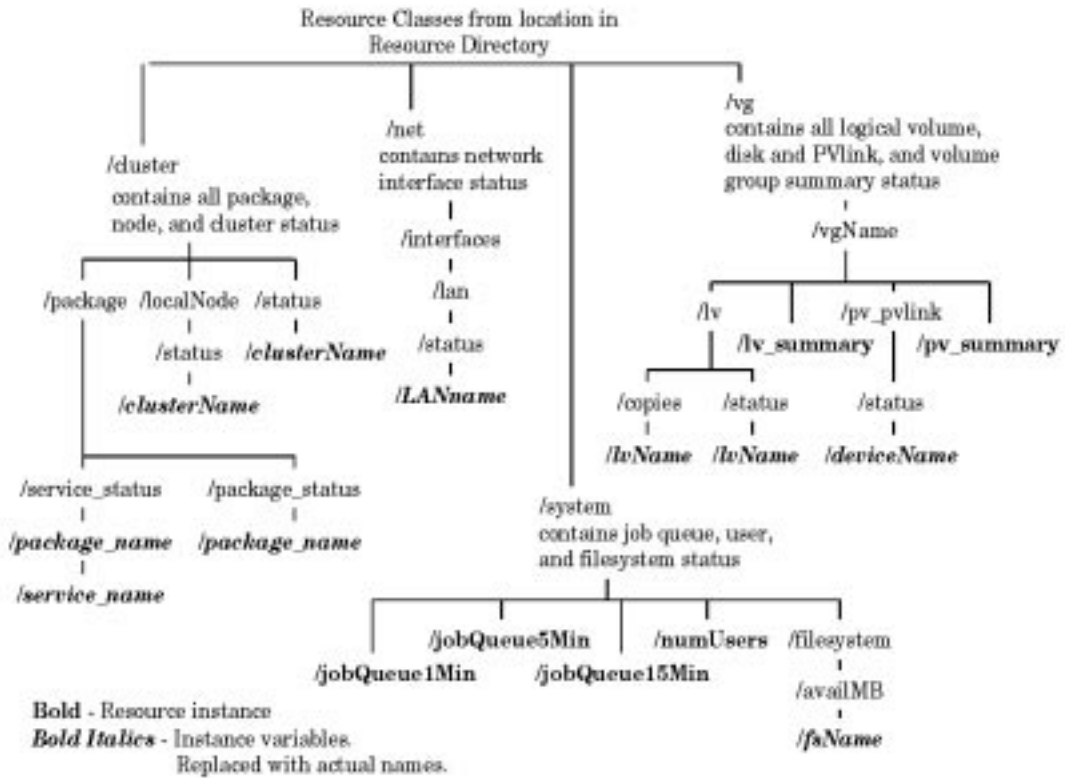 Resource Classes from location in
Resource Directory
/cluster
contains all package,
node, and cluster status
/package
/localNode
/status
/status
/clusterName
/clusterName
/service_status
/package_status
/package_name
/package_name
/service_name
/net
contains network
interface status
/interfaces
/lan
/status
/LANname
/vg
contains all logical volume,
disk and PVlink, and volume
group summary status
/vgName
/lv
/lv_summary
/pv_pvlink
/pv_summary
/copies
/status
/status
/lvName
/lvName
/deviceName
/system
contains job queue, user,
and filesystem status
/jobQueue1Min
/jobQueue5Min
/jobQueue15Min
/numUsers
/filesystem
/availMB
/fsName
Bold - Resource instance
Bold Italics - Instance variables.
Replaced with actual names.